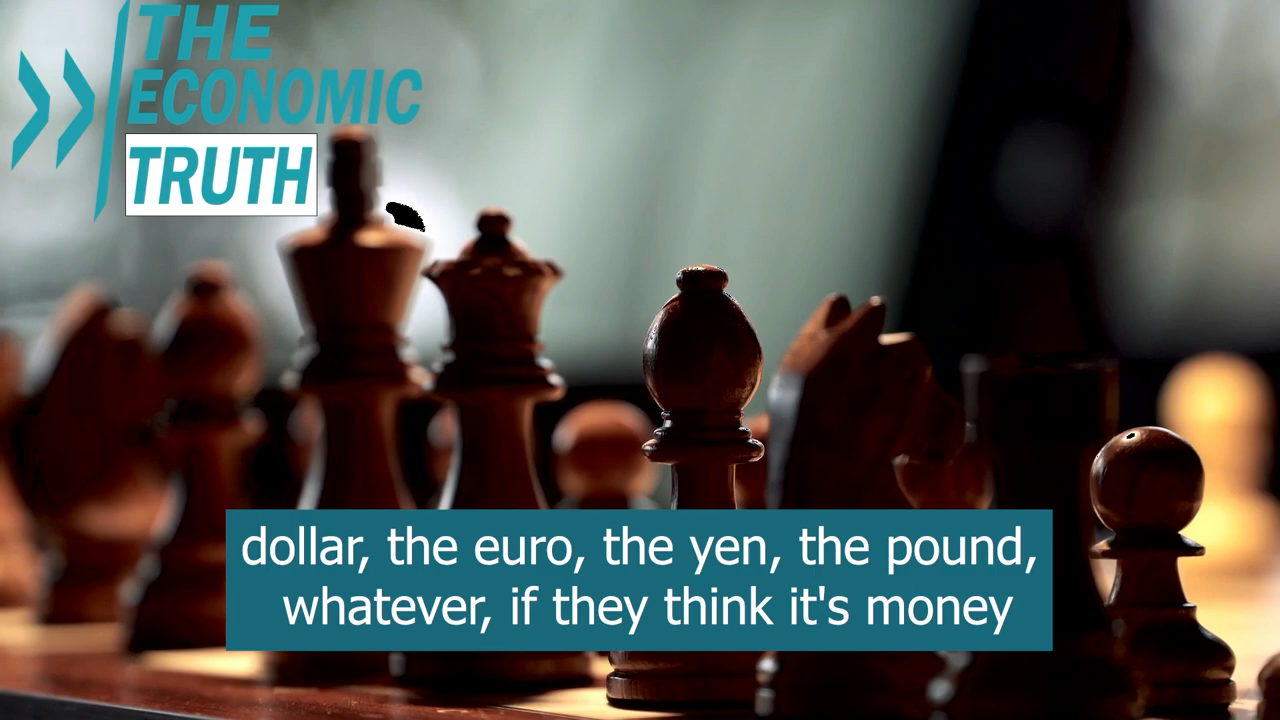 THE
ECONOMIC
TRUTH
dollar, the euro, the yen, the pound,
whatever, if they think it's money